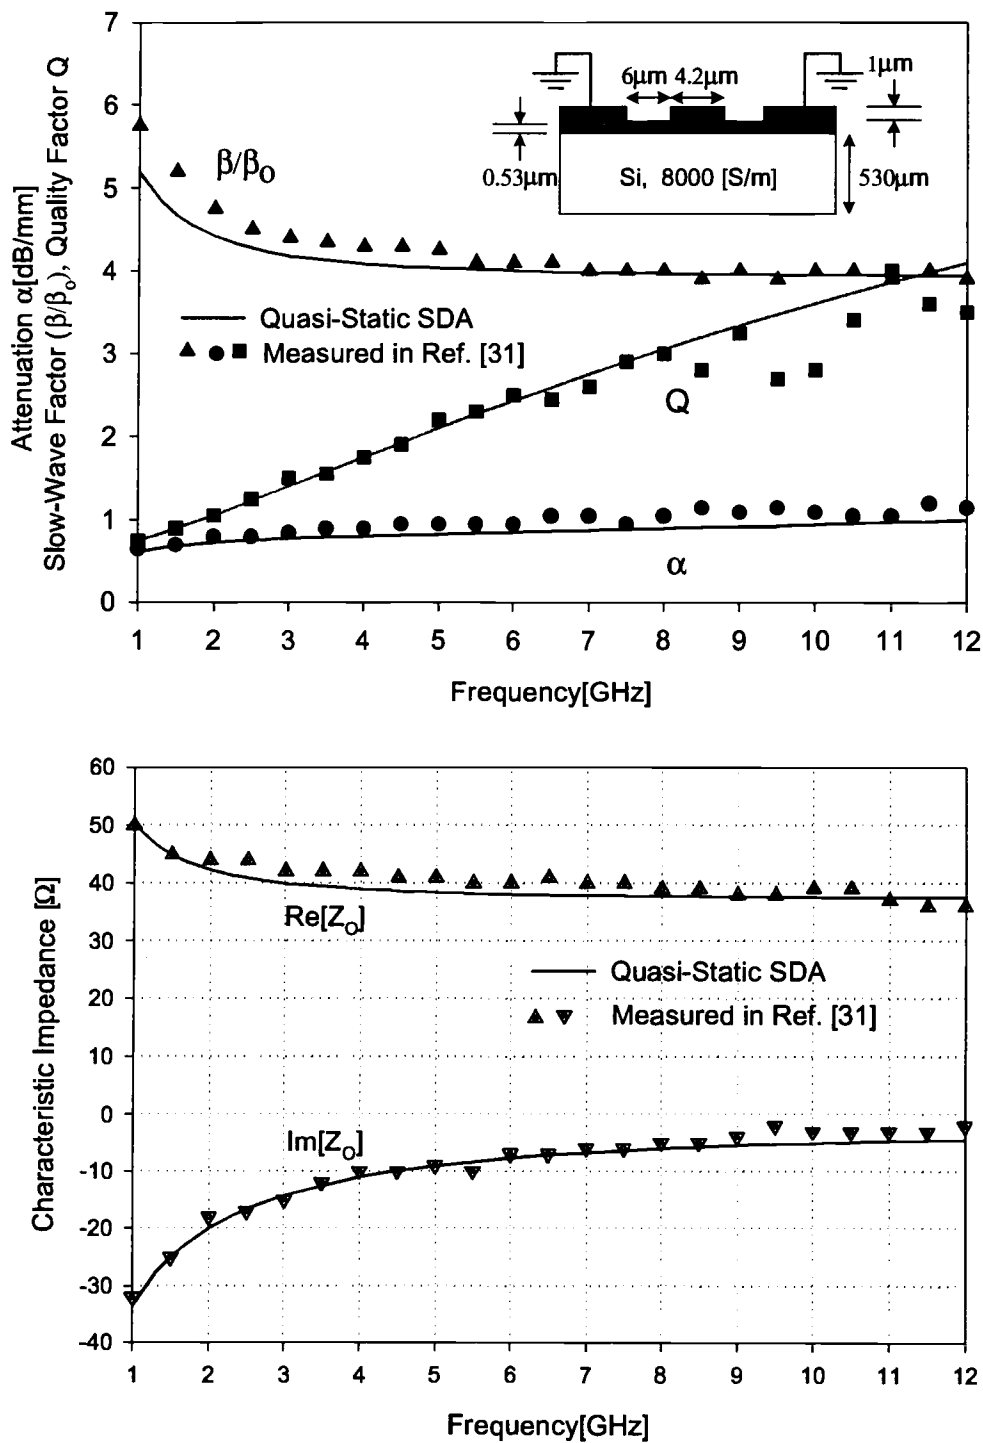 7
6
5
4
3
2
1
0
Attenuation α[dB/mm]
Slow-Wave Factor (β/β₀), Quality Factor Q
β/β₀
6μm 4.2μm
1μm
0.53μm
Si, 8000 [S/m]
530μm
Quasi-Static SDA
Measured in Ref. [31]
Q
α
1 2 3 4 5 6 7 8 9 10 11 12
Frequency[GHz]
60
50
40
30
20
10
0
-10
-20
-30
-40
Characteristic Impedance [Ω]
Re[Z₀]
Quasi-Static SDA
Measured in Ref. [31]
Im[Z₀]
1 2 3 4 5 6 7 8 9 10 11 12
Frequency[GHz]